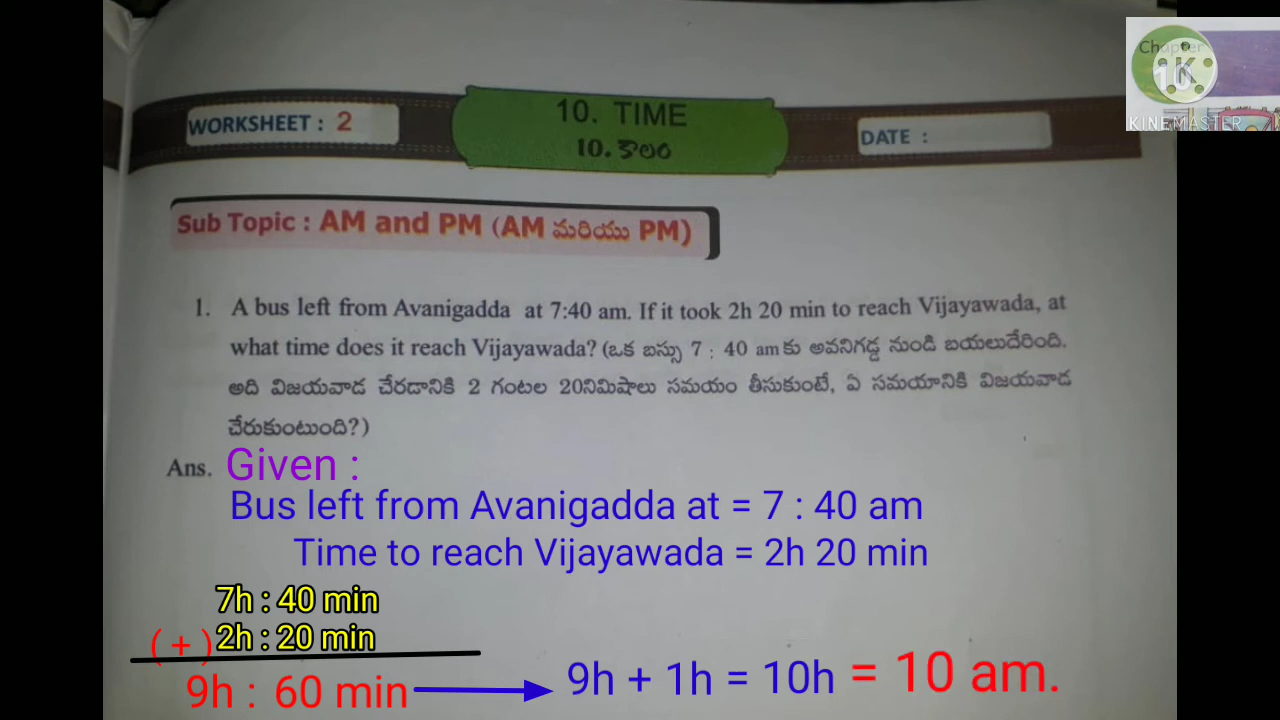 Chapter
10
K
KINEMASTER
WORKSHEET : 2
10. TIME
10. కాలం
DATE :
Sub Topic : AM and PM (AM మరియు PM)
1. A bus left from Avanigadda at 7:40 am. If it took 2h 20 min to reach Vijayawada, at
what time does it reach Vijayawada? (ఒక బస్సు 7 : 40 am కు అవనిగడ్డ నుండి బయలుదేరింది.
అది విజయవాడ చేరడానికి 2 గంటల 20నిమిషాలు సమయం తీసుకుంటే, ఏ సమయానికి విజయవాడ
చేరుకుంటుంది?)
Ans. Given :
Bus left from Avanigadda at = 7 : 40 am
Time to reach Vijayawada = 2h 20 min
7h : 40 min
( + ) 2h : 20 min
9h : 60 min 9h + 1h = 10h = 10 am.